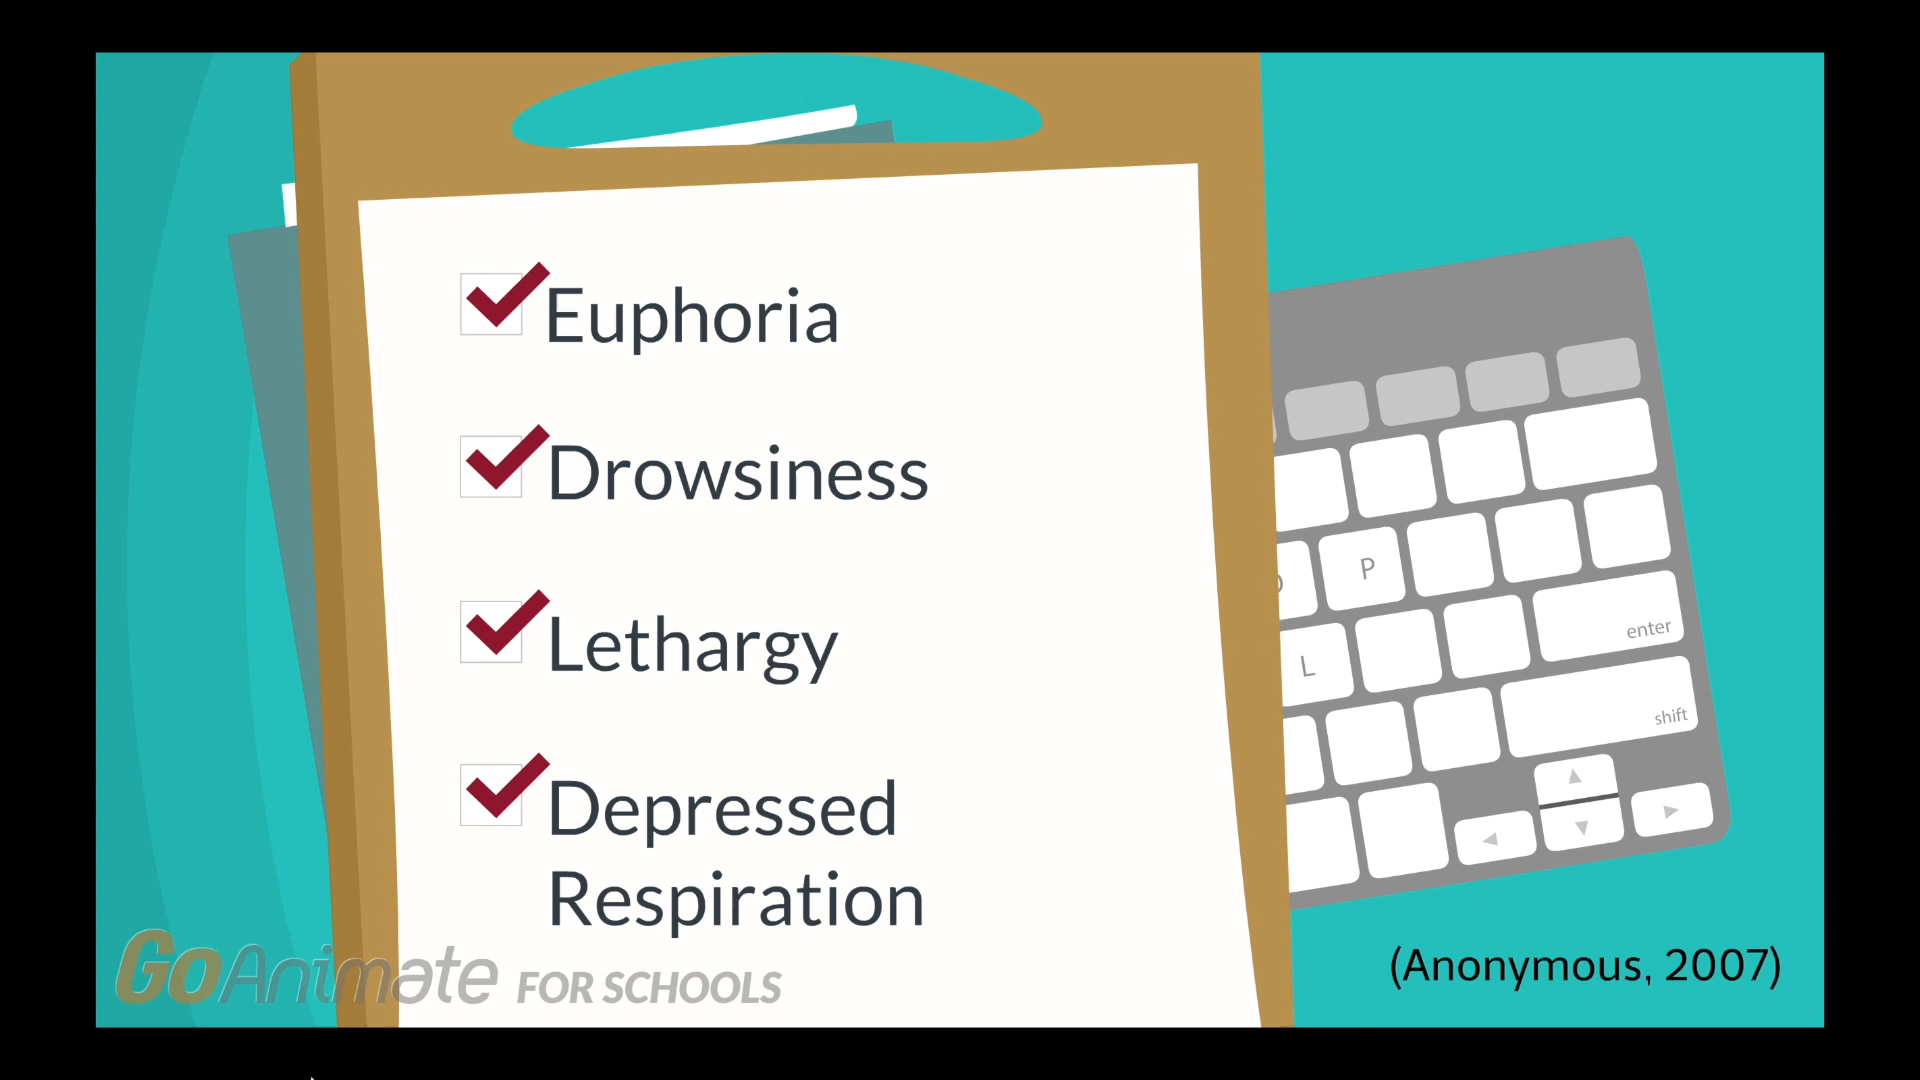 Euphoria
Drowsiness
Lethargy
Depressed
Respiration
P
L
enter
shift
GoAnimate FOR SCHOOLS
(Anonymous, 2007)